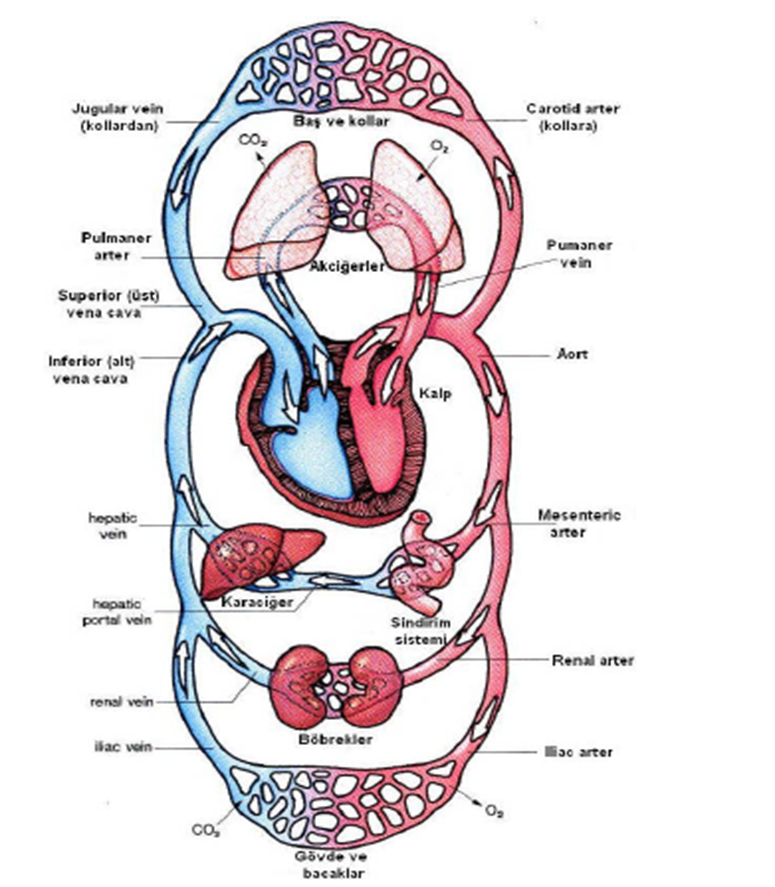 Jugular vein
(kollardan)
Carotid arter
(kollara)
Baş ve kollar
CO₂
O₂
Pulmaner
arter
Akciğerler
Pumaner
vein
Superior (üst)
vena cava
Inferior (alt)
vena cava
Aort
Kalp
hepatic
vein
Mesenteric
arter
Karaciğer
hepatic
portal vein
Sindirim
sistemi
Renal arter
renal vein
Böbrekler
iliac vein
Iliac arter
CO₂
O₂
Gövde ve
bacaklar